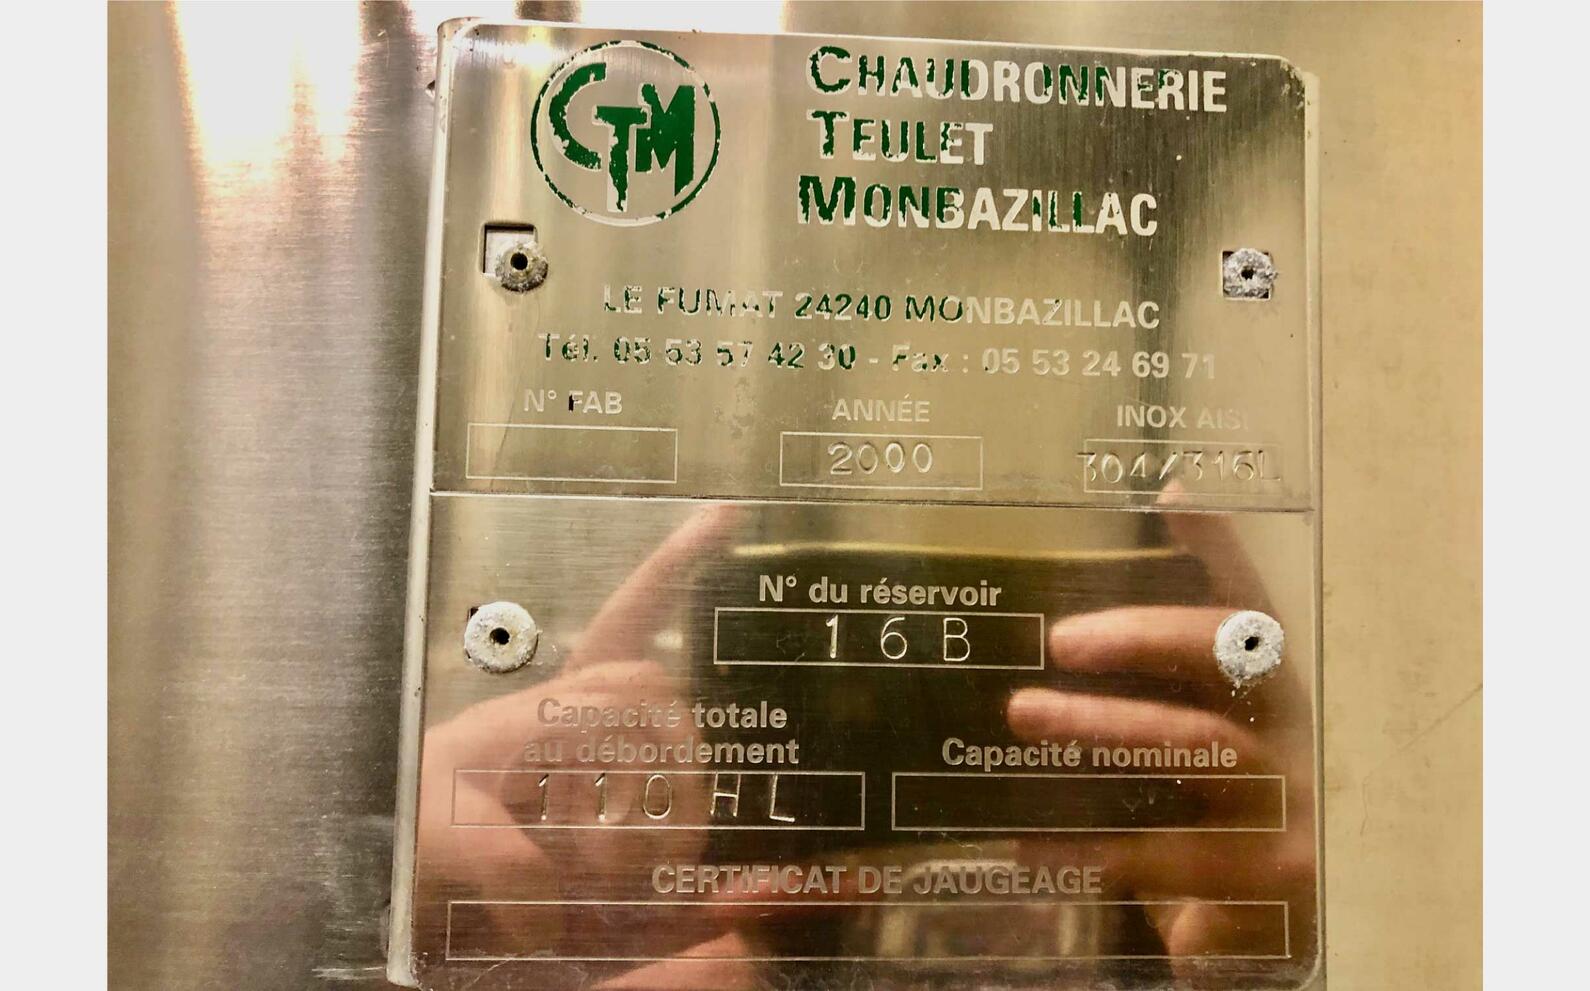 CTM
CHAUDRONNERIE
TEULET
MONBAZILLAC
LE FUMAT 24240 MONBAZILLAC
Tél. 05 53 57 42 30 - Fax : 05 53 24 69 71
N° FAB ANNÉE INOX AISI
2000 304/316L
N° du réservoir
16B
Capacité totale
au débordement Capacité nominale
110HL
CERTIFICAT DE JAUGEAGE